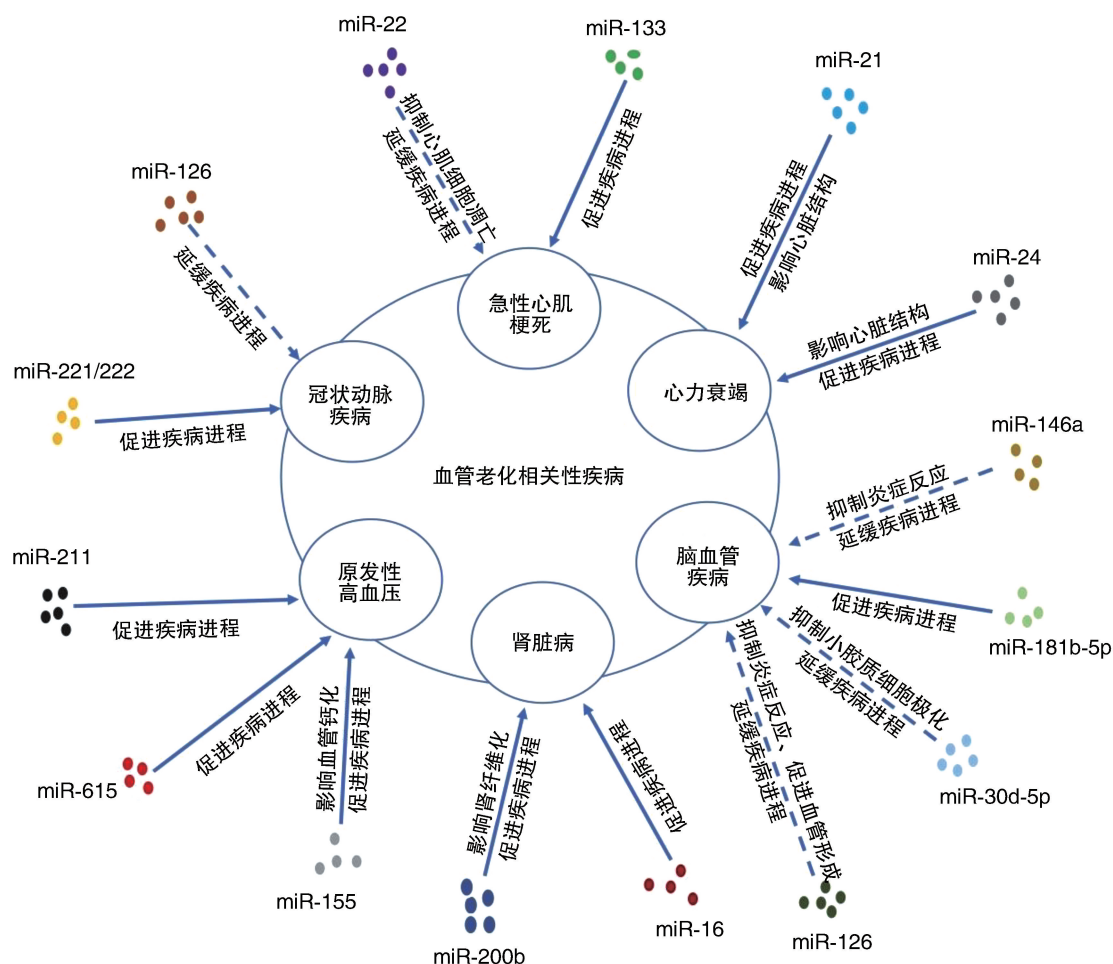 miR-22
miR-133
miR-21
抑制心肌细胞凋亡
延缓疾病进程
促进疾病进程
促进疾病进程
影响心脏结构
miR-126
延缓疾病进程
miR-24
影响心脏结构
促进疾病进程
急性心肌
梗死
心力衰竭
冠状动脉
疾病
miR-221/222
促进疾病进程
miR-146a
抑制炎症反应
延缓疾病进程
血管老化相关性疾病
脑血管
疾病
原发性
高血压
肾脏病
miR-211
促进疾病进程
促进疾病进程
miR-181b-5p
抑制小胶质细胞极化
延缓疾病进程
miR-30d-5p
抑制炎症反应、促进血管形成
延缓疾病进程
miR-126
促进疾病进程
miR-615
影响血管钙化
促进疾病进程
miR-155
影响肾纤维化
促进疾病进程
miR-200b
促进疾病进程
miR-16